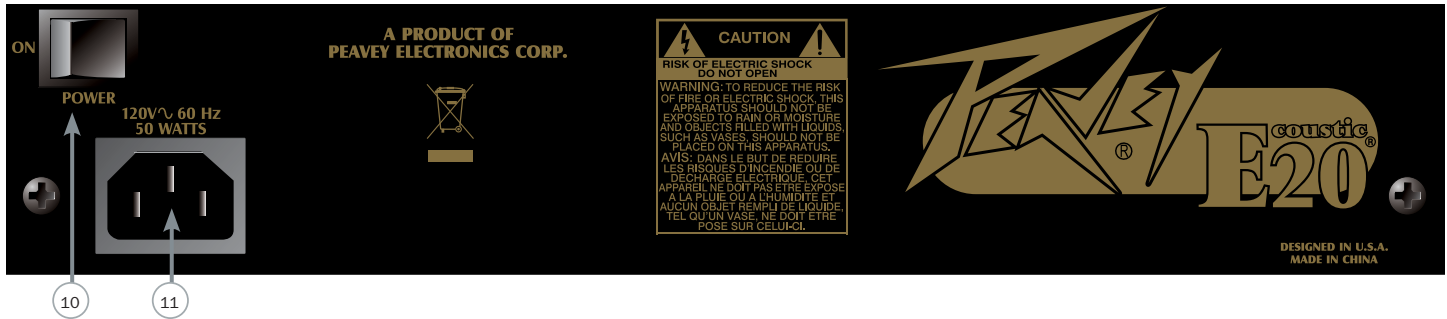 ON
POWER
120V∿ 60 Hz
50 WATTS
A PRODUCT OF
PEAVEY ELECTRONICS CORP.
CAUTION
RISK OF ELECTRIC SHOCK
DO NOT OPEN
WARNING: TO REDUCE THE RISK
OF FIRE OR ELECTRIC SHOCK, THIS
APPARATUS SHOULD NOT BE
EXPOSED TO RAIN OR MOISTURE
AND OBJECTS FILLED WITH LIQUIDS,
SUCH AS VASES, SHOULD NOT BE
PLACED ON THIS APPARATUS.
AVIS: DANS LE BUT DE REDUIRE
LES RISQUES D'INCENDIE OU DE
DECHARGE ELECTRIQUE, CET
APPAREIL NE DOIT PAS ETRE EXPOSE
A LA PLUIE OU A L'HUMIDITE ET
AUCUN OBJET REMPLI DE LIQUIDE,
TEL QU'UN VASE, NE DOIT ETRE
POSE SUR CELUI-CI.
PEAVEY®
Ecoustic®
E20
DESIGNED IN U.S.A.
MADE IN CHINA
10
11